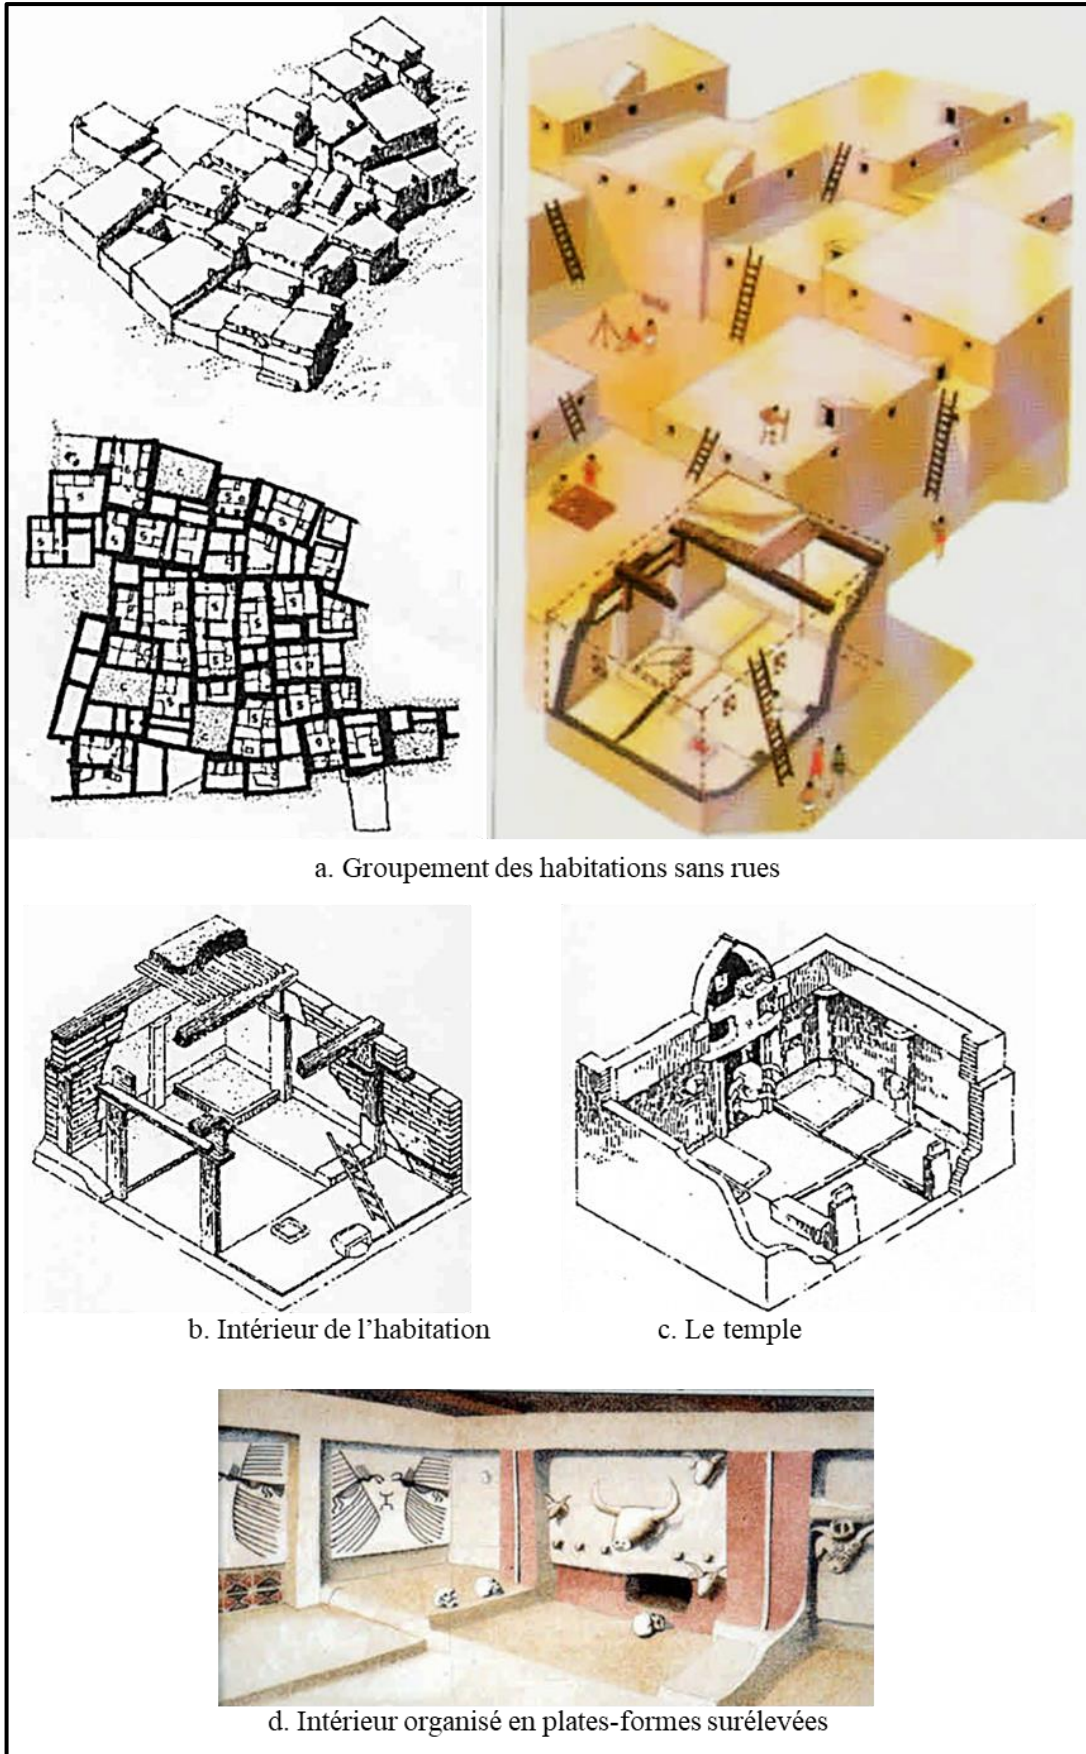 a. Groupement des habitations sans rues
b. Intérieur de l’habitation
c. Le temple
d. Intérieur organisé en plates-formes surélevées